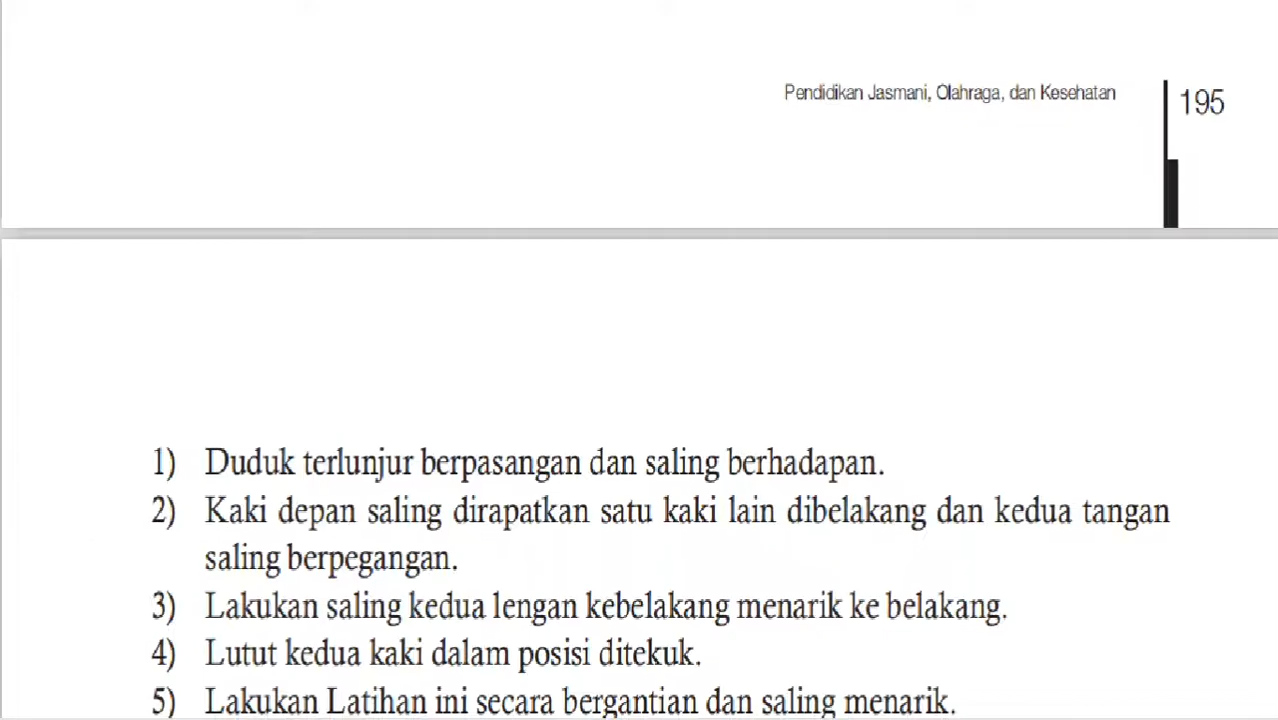 Pendidikan Jasmani, Olahraga, dan Kesehatan 195
1) Duduk terlunjur berpasangan dan saling berhadapan.
2) Kaki depan saling dirapatkan satu kaki lain dibelakang dan kedua tangan
saling berpegangan.
3) Lakukan saling kedua lengan kebelakang menarik ke belakang.
4) Lutut kedua kaki dalam posisi ditekuk.
5) Lakukan Latihan ini secara bergantian dan saling menarik.